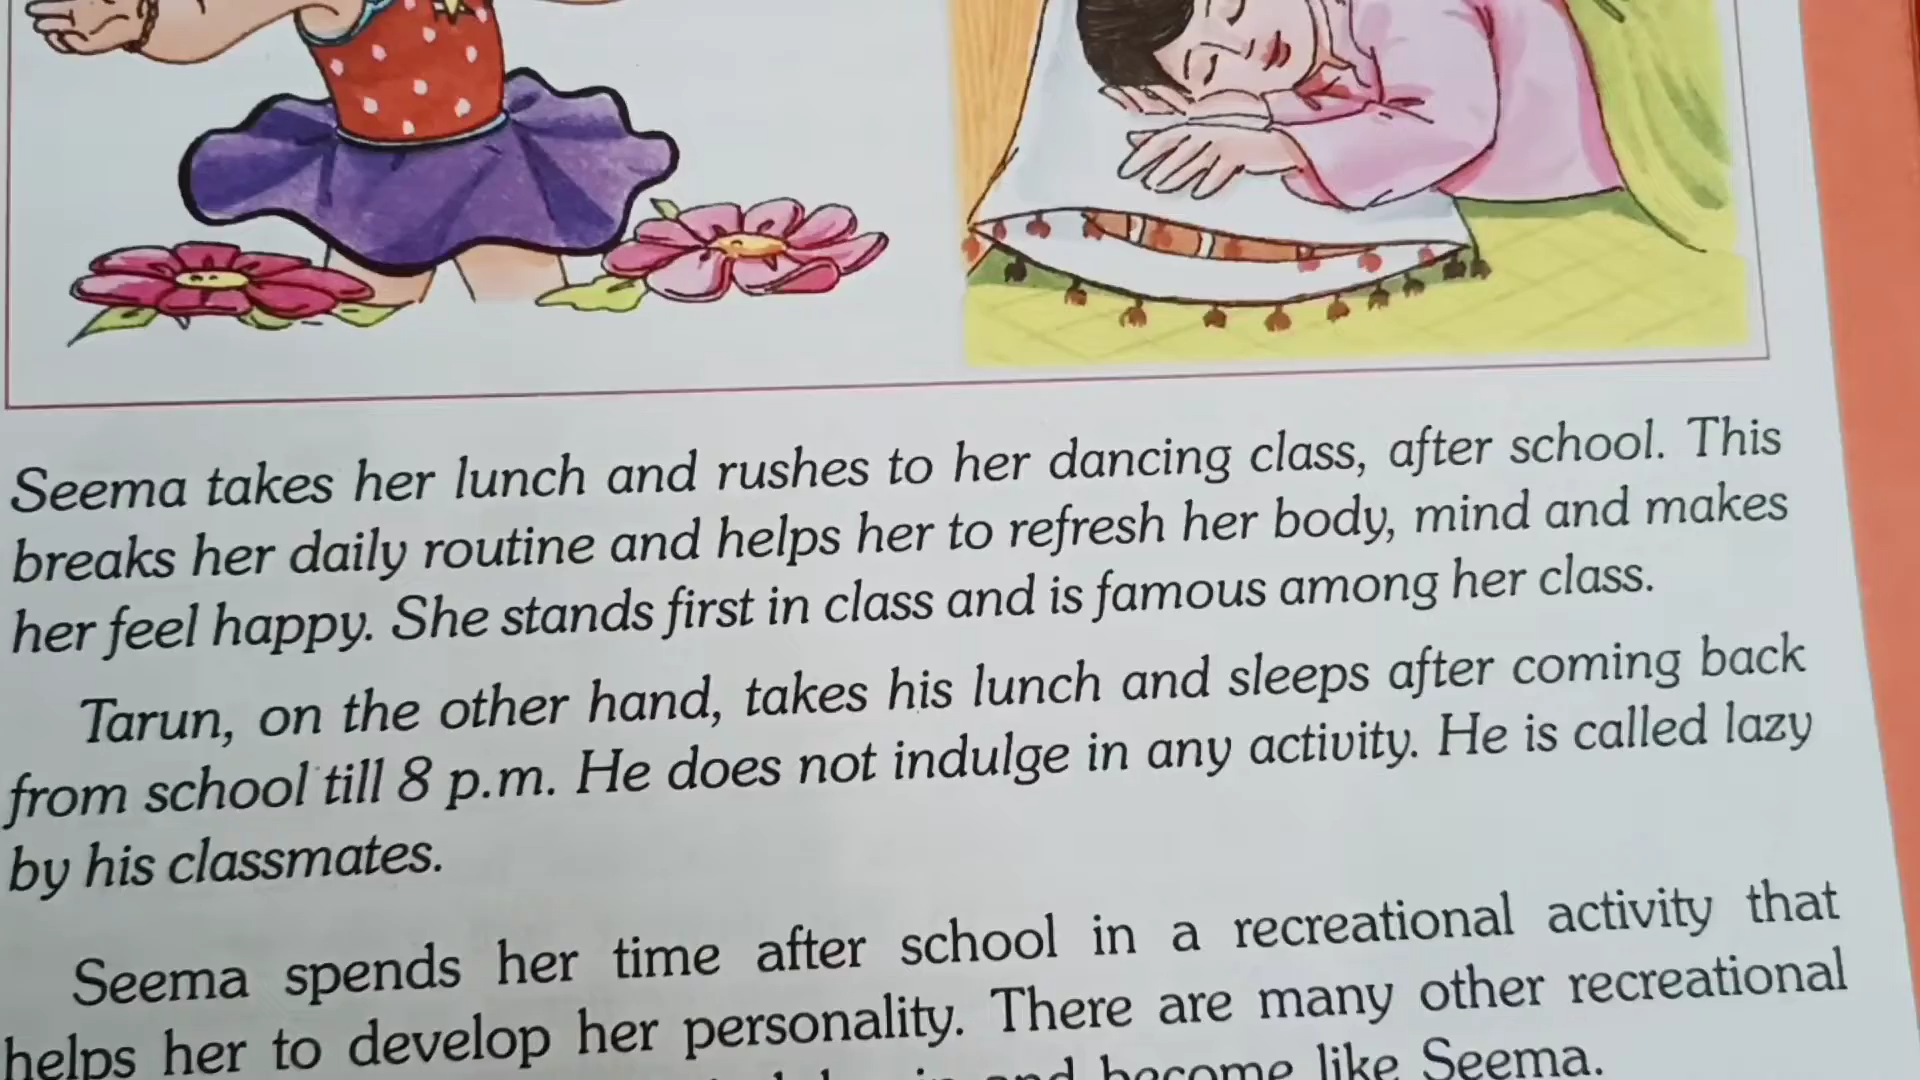 Seema takes her lunch and rushes to her dancing class, after school. This
breaks her daily routine and helps her to refresh her body, mind and makes
her feel happy. She stands first in class and is famous among her class.
Tarun, on the other hand, takes his lunch and sleeps after coming back
from school till 8 p.m. He does not indulge in any activity. He is called lazy
by his classmates.
Seema spends her time after school in a recreational activity that
helps her to develop her personality. There are many other recreational
and become like Seema.